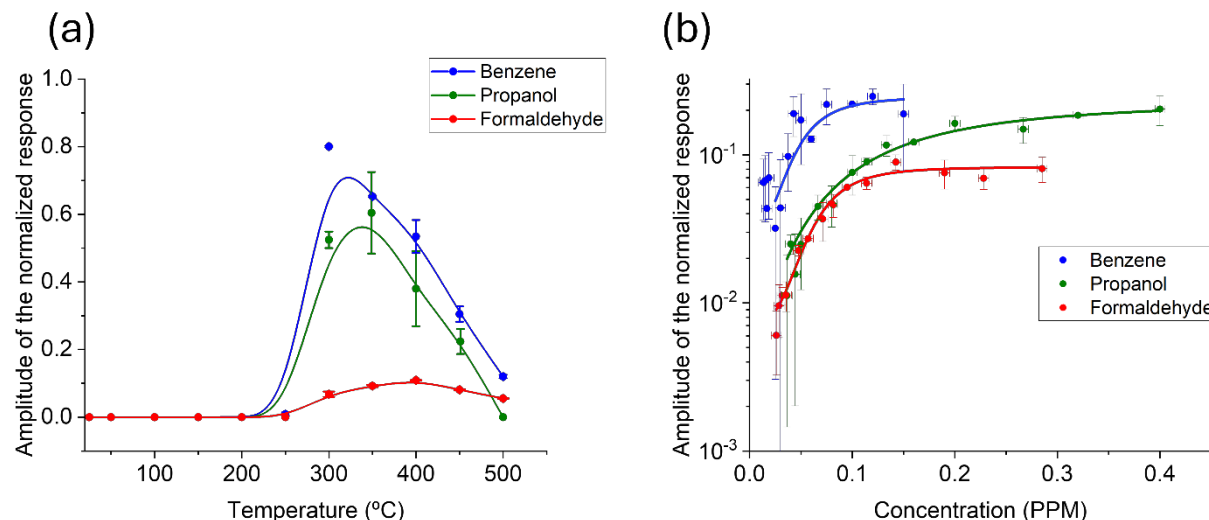 (a)
Amplitude of the normalized response
1.0
0.8
0.6
0.4
0.2
0.0
100
200
300
400
500
Temperature (ºC)
Benzene
Propanol
Formaldehyde
(b)
Amplitude of the normalized response
10⁻¹
10⁻²
10⁻³
0.0
0.1
0.2
0.3
0.4
Concentration (PPM)
Benzene
Propanol
Formaldehyde